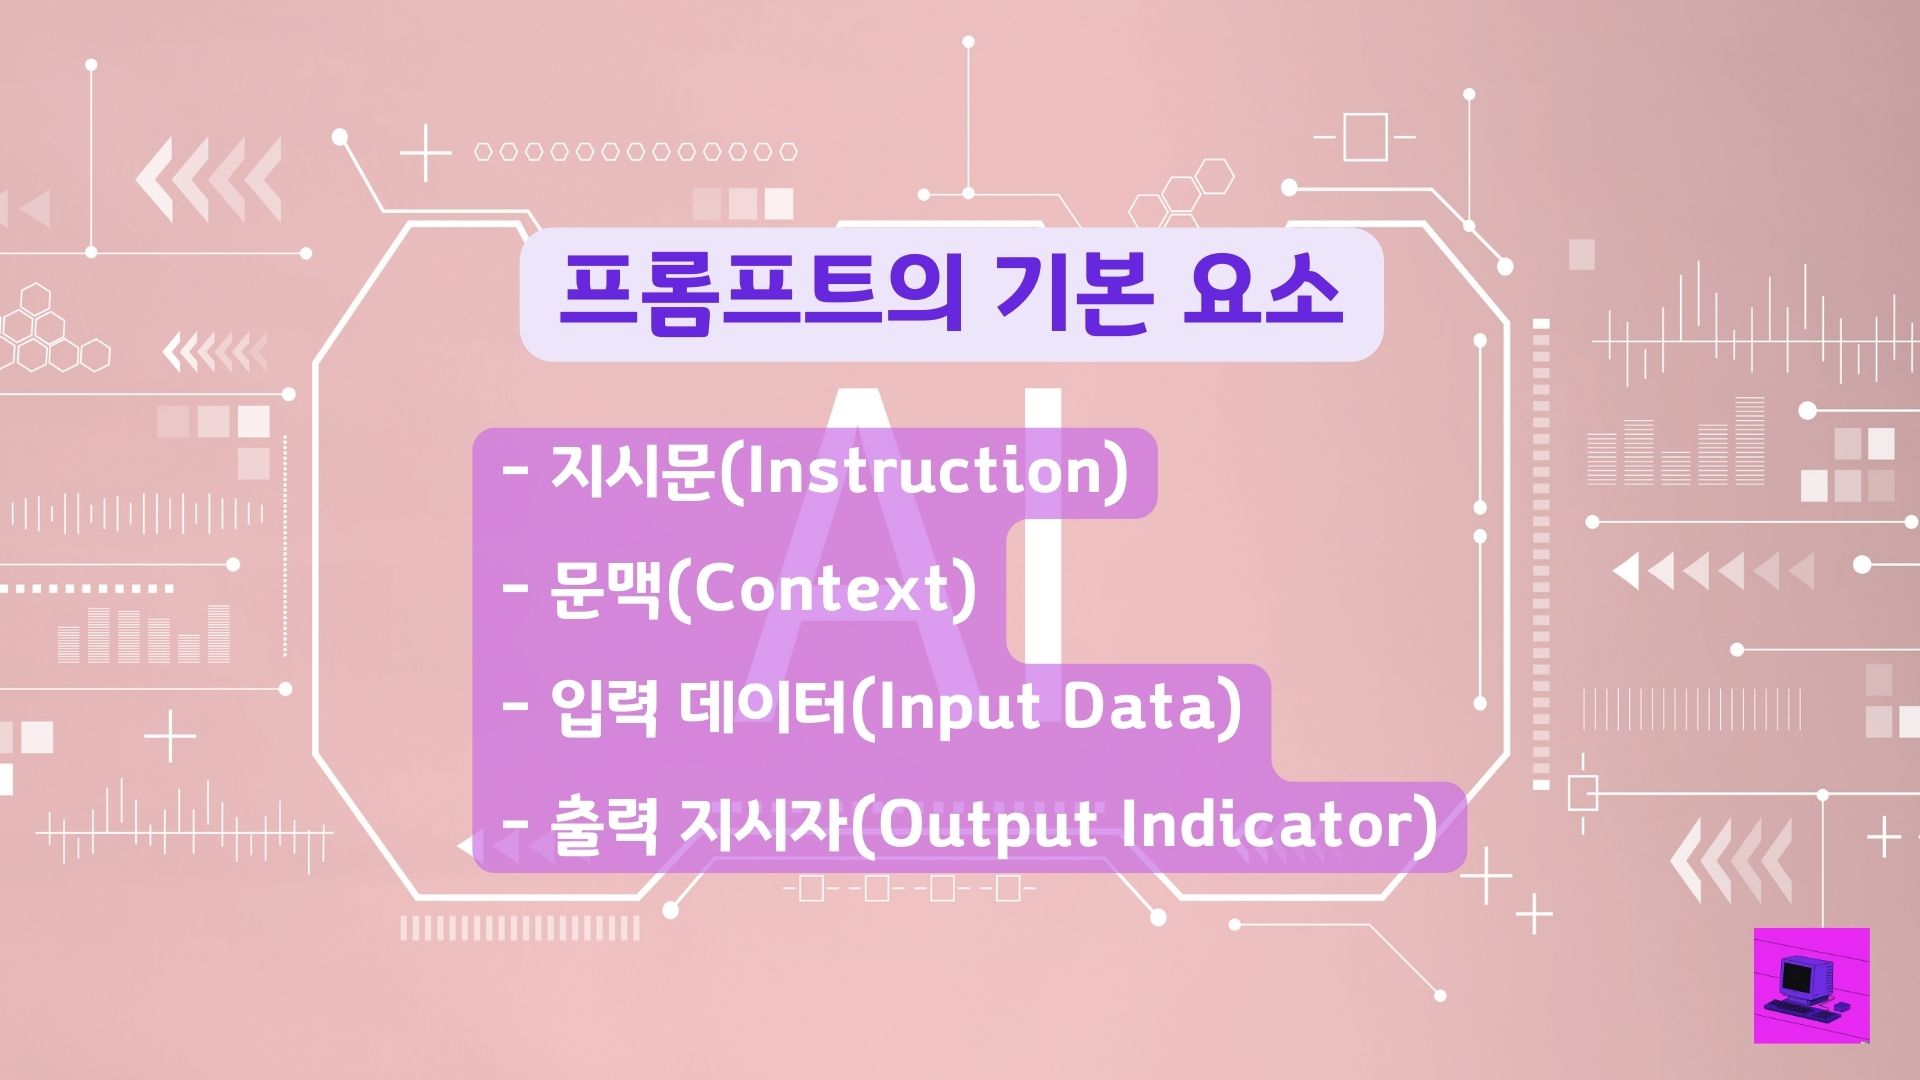 프롬프트의 기본 요소
AI
- 지시문(Instruction)
- 문맥(Context)
- 입력 데이터(Input Data)
- 출력 지시자(Output Indicator)